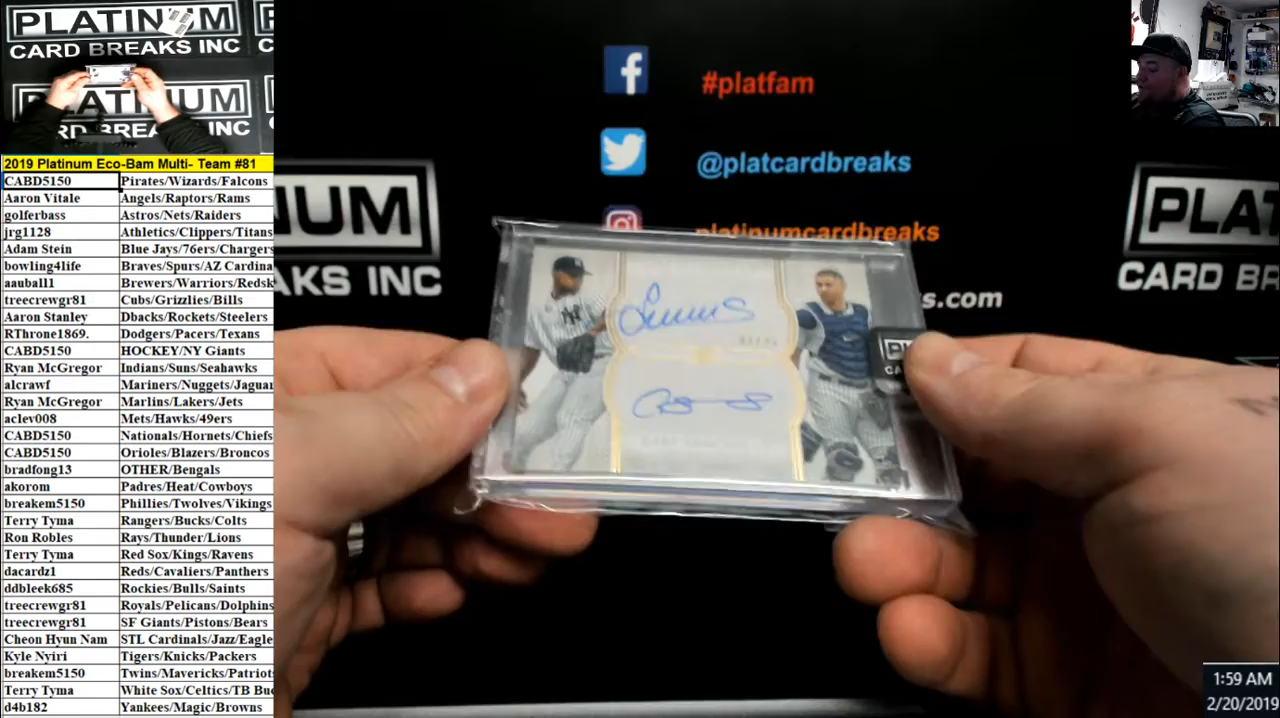 PLATINUM
CARD BREAKS INC
PLATINUM
CARD BREAKS INC
2019 Platinum Eco-Bam Multi- Team #81
CABD5150 Pirates/Wizards/Falcons
Aaron Vitale Angels/Raptors/Rams
golferbass Astros/Nets/Raiders
jrg1128 Athletics/Clippers/Titans
Adam Stein Blue Jays/76ers/Chargers
bowling4life Braves/Spurs/AZ Cardina
aauball1 Brewers/Warriors/Redsk
treecrewgr81 Cubs/Grizzlies/Bills
Aaron Stanley Dbacks/Rockets/Steelers
RThrone1869. Dodgers/Pacers/Texans
CABD5150 HOCKEY/NY Giants
Ryan McGregor Indians/Suns/Seahawks
alcrawf Mariners/Nuggets/Jaguar
Ryan McGregor Marlins/Lakers/Jets
aclev008 Mets/Hawks/49ers
CABD5150 Nationals/Hornets/Chiefs
CABD5150 Orioles/Blazers/Broncos
bradfong13 OTHER/Bengals
akorom Padres/Heat/Cowboys
breakem5150 Phillies/Twolves/Vikings
Terry Tyma Rangers/Bucks/Colts
Ron Robles Rays/Thunder/Lions
Terry Tyma Red Sox/Kings/Ravens
dacardz1 Reds/Cavaliers/Panthers
ddbleek685 Rockies/Bulls/Saints
treecrewgr81 Royals/Pelicans/Dolphins
treecrewgr81 SF Giants/Pistons/Bears
Cheon Hyun Nam STL Cardinals/Jazz/Eagle
Kyle Nyiri Tigers/Knicks/Packers
breakem5150 Twins/Mavericks/Patriots
Terry Tyma White Sox/Celtics/TB Buc
d4b182 Yankees/Magic/Browns
#platfam
@platcardbreaks
platinumcardbreaks
s.com
NUM
AKS INC
PLAT
CARD BREA
1:59 AM
2/20/2019